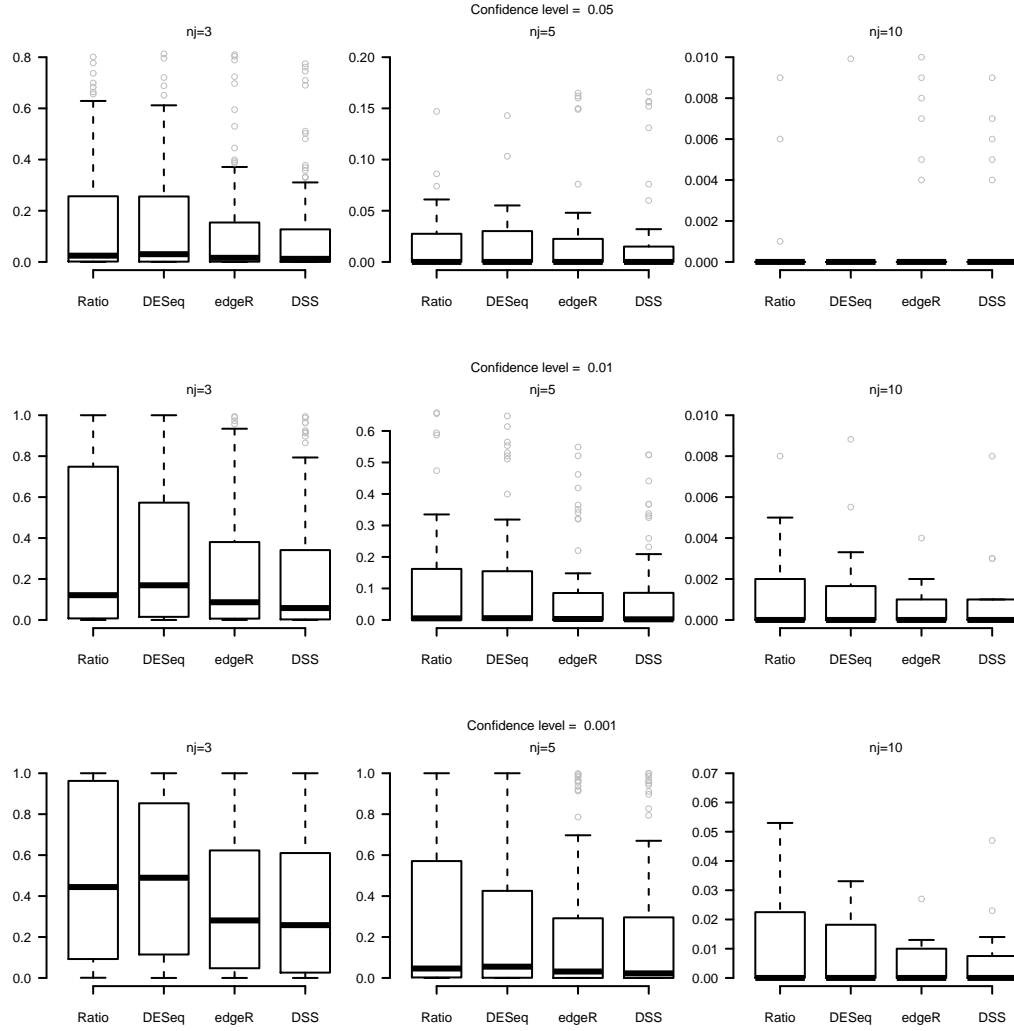 Confidence level = 0.05
nj=3
nj=5
nj=10
0.8
0.6
0.4
0.2
0.0
0.20
0.15
0.10
0.05
0.00
0.010
0.008
0.006
0.004
0.002
0.000
Ratio DESeq edgeR DSS
Ratio DESeq edgeR DSS
Ratio DESeq edgeR DSS
Confidence level = 0.01
nj=3
nj=5
nj=10
1.0
0.8
0.6
0.4
0.2
0.0
0.6
0.5
0.4
0.3
0.2
0.1
0.0
0.010
0.008
0.006
0.004
0.002
0.000
Ratio DESeq edgeR DSS
Ratio DESeq edgeR DSS
Ratio DESeq edgeR DSS
Confidence level = 0.001
nj=3
nj=5
nj=10
1.0
0.8
0.6
0.4
0.2
0.0
1.0
0.8
0.6
0.4
0.2
0.0
0.07
0.06
0.05
0.04
0.03
0.02
0.01
0.00
Ratio DESeq edgeR DSS
Ratio DESeq edgeR DSS
Ratio DESeq edgeR DSS